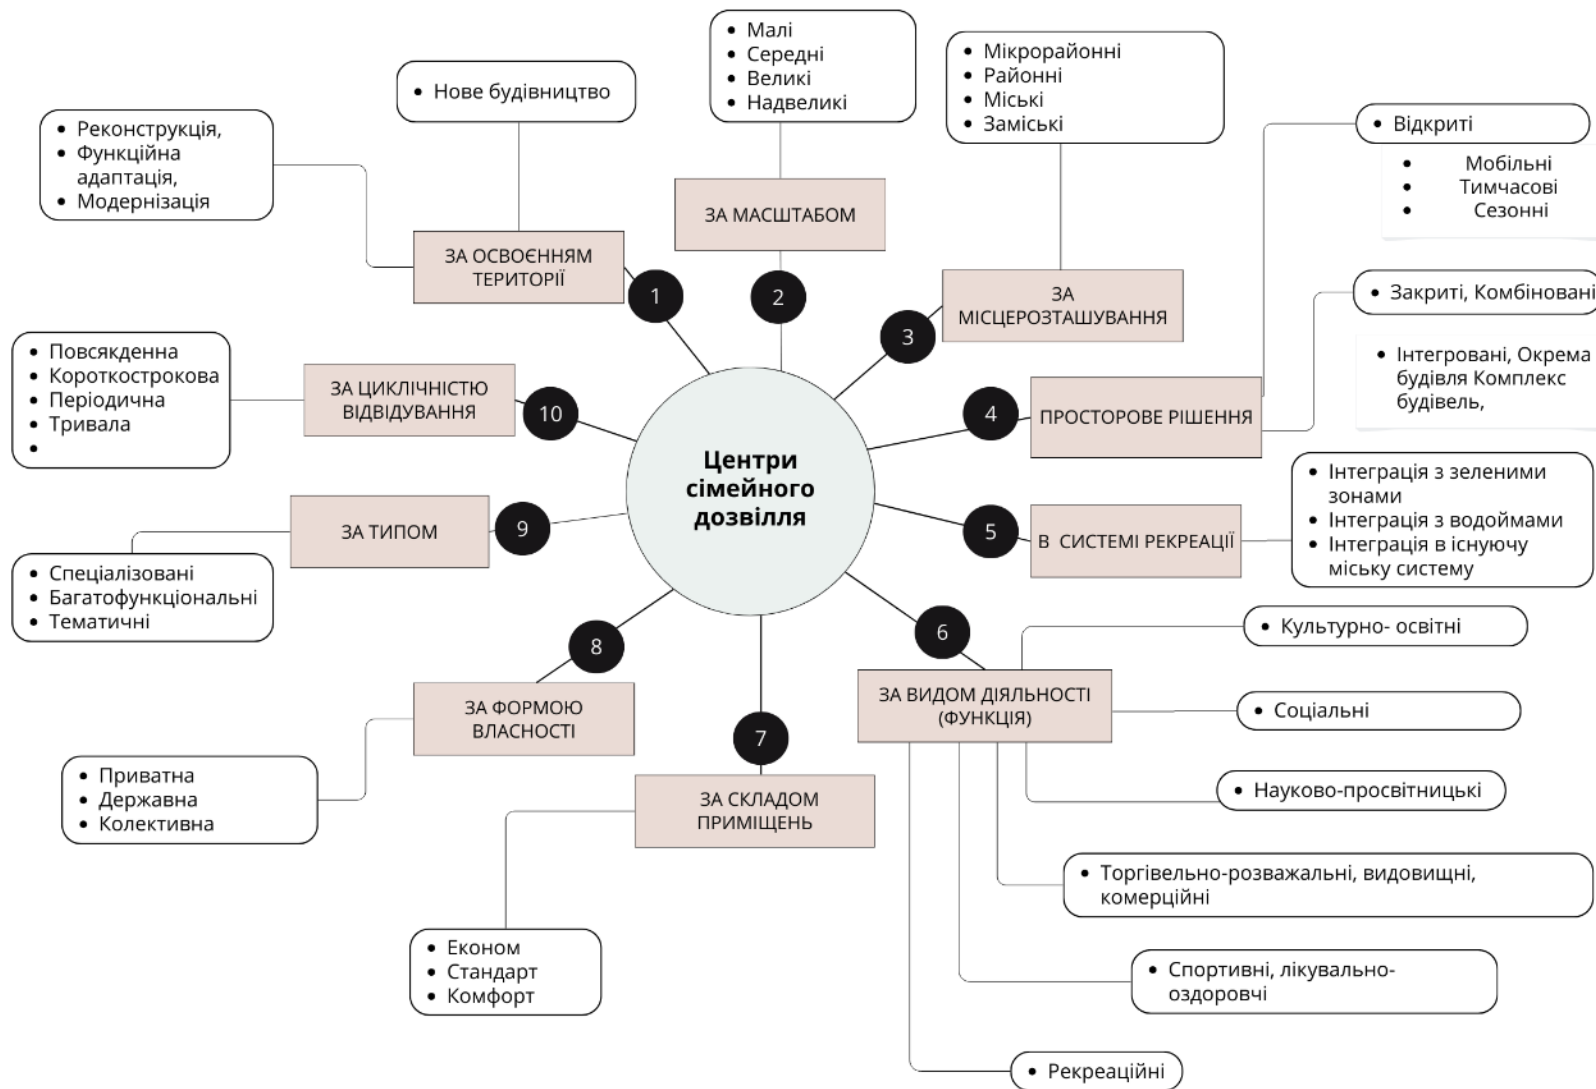 Малі
Середні
Великі
Надвеликі
Мікрорайонні
Районні
Міські
Заміські
Нове будівництво
Реконструкція,
Функційна
адаптація,
Модернізація
Відкриті
Мобільні
Тимчасові
Сезонні
ЗА МАСШТАБОМ
ЗА ОСВОЄННЯМ
ТЕРИТОРІЇ
1
2
3
ЗА
МІСЦЕРОЗТАШУВАННЯ
Закриті, Комбіновані
Інтегровані, Окрема
будівля Комплекс
будівель,
Повсякденна
Короткострокова
Періодична
Тривала
ЗА ЦИКЛІЧНІСТЮ
ВІДВІДУВАННЯ
10
4
ПРОСТОРОВЕ РІШЕННЯ
Центри
сімейного
дозвілля
ЗА ТИПОМ
9
5
В СИСТЕМІ РЕКРЕАЦІЇ
Інтеграція з зеленими
зонами
Інтеграція з водоймами
Інтеграція в існуючу
міську систему
Спеціалізовані
Багатофункціональні
Тематичні
8
6
Культурно- освітні
ЗА ФОРМОЮ
ВЛАСНОСТІ
ЗА ВИДОМ ДІЯЛЬНОСТІ
(ФУНКЦІЯ)
Соціальні
7
Приватна
Державна
Колективна
ЗА СКЛАДОМ
ПРИМІЩЕНЬ
Науково-просвітницькі
Торгівельно-розважальні, видовищні,
комерційні
Економ
Стандарт
Комфорт
Спортивні, лікувально-
оздоровчі
Рекреаційні